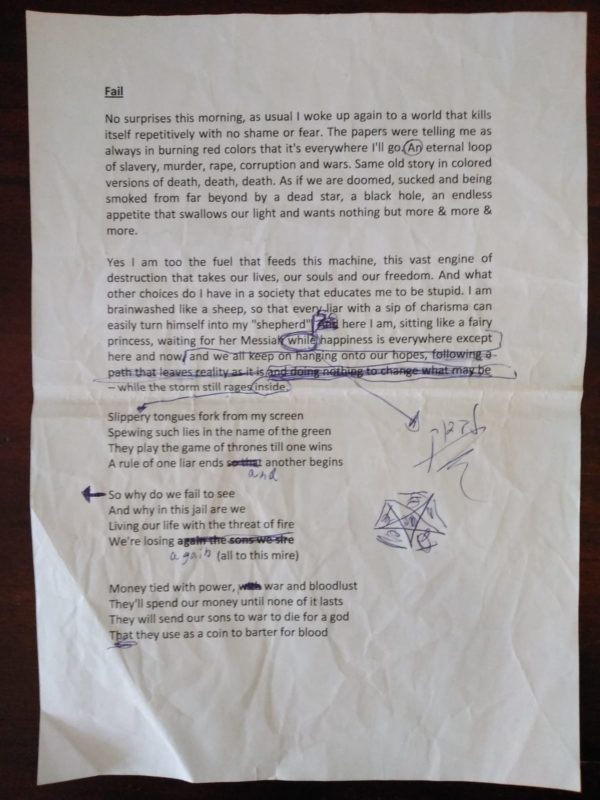 Fail
No surprises this morning, as usual I woke up again to a world that kills
itself repetitively with no shame or fear. The papers were telling me as
always in burning red colors that it's everywhere I'll go. An eternal loop
of slavery, murder, rape, corruption and wars. Same old story in colored
versions of death, death, death. As if we are doomed, sucked and being
smoked from far beyond by a dead star, a black hole, an endless
appetite that swallows our light and wants nothing but more & more &
more.
Yes I am too the fuel that feeds this machine, this vast engine of
destruction that takes our lives, our souls and our freedom. And what
other choices do I have in a society that educates me to be stupid. I am
brainwashed like a sheep, so that every liar with a sip of charisma can
easily turn himself into my "shepherd" And here I am, sitting like a fairy
princess, waiting for her Messiah while happiness is everywhere except
here and now, and we all keep on hanging onto our hopes, following a
path that leaves reality as it is and doing nothing to change what may be
– while the storm still rages inside.
Slippery tongues fork from my screen
Spewing such lies in the name of the green
They play the game of thrones till one wins
A rule of one liar ends so that another begins
and
So why do we fail to see
And why in this jail are we
Living our life with the threat of fire
We're losing again the sons we sire
again (all to this mire)
Money tied with power, with war and bloodlust
They'll spend our money until none of it lasts
They will send our sons to war to die for a god
That they use as a coin to barter for blood